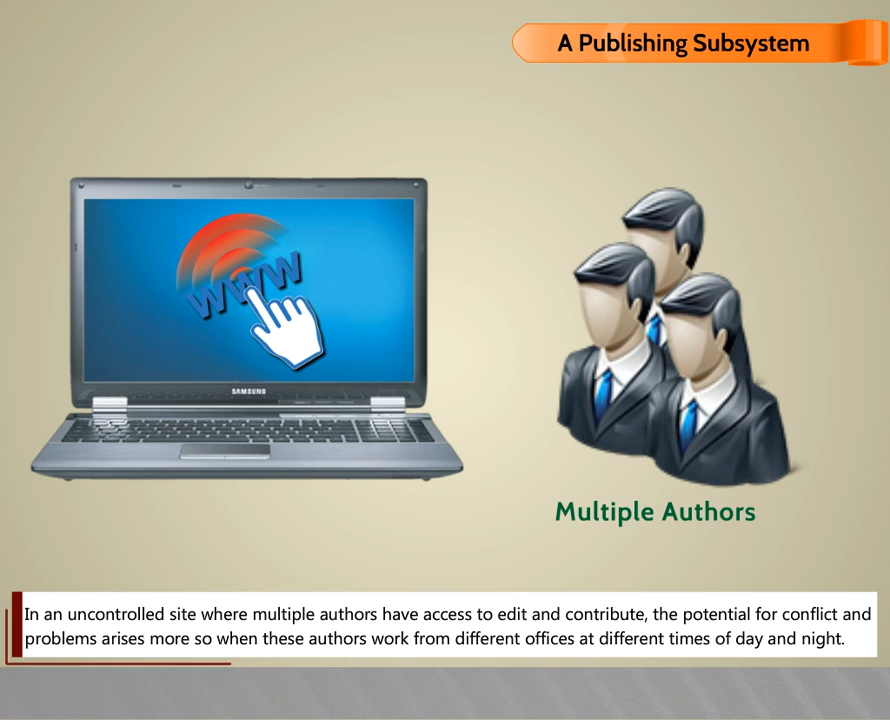 A Publishing Subsystem
WWW
SAMSUNG
Multiple Authors
In an uncontrolled site where multiple authors have access to edit and contribute, the potential for conflict and
problems arises more so when these authors work from different offices at different times of day and night.